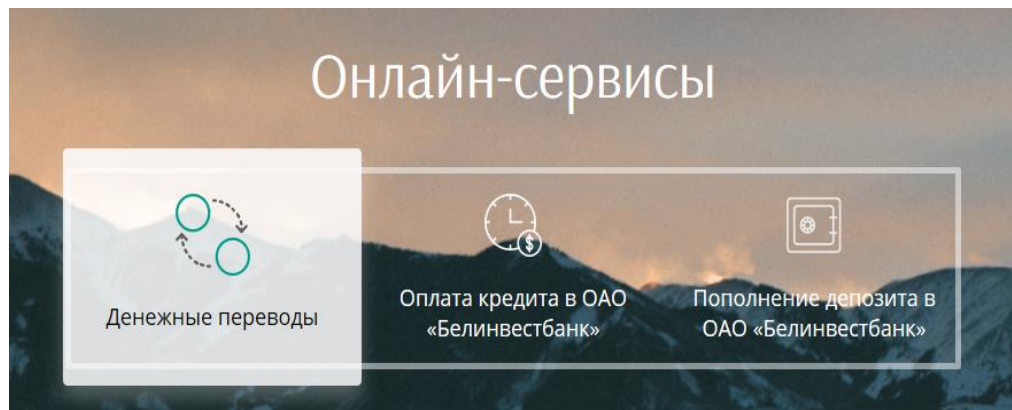 Онлайн-сервисы
Денежные переводы
Оплата кредита в ОАО
«Белинвестбанк»
Пополнение депозита в
ОАО «Белинвестбанк»